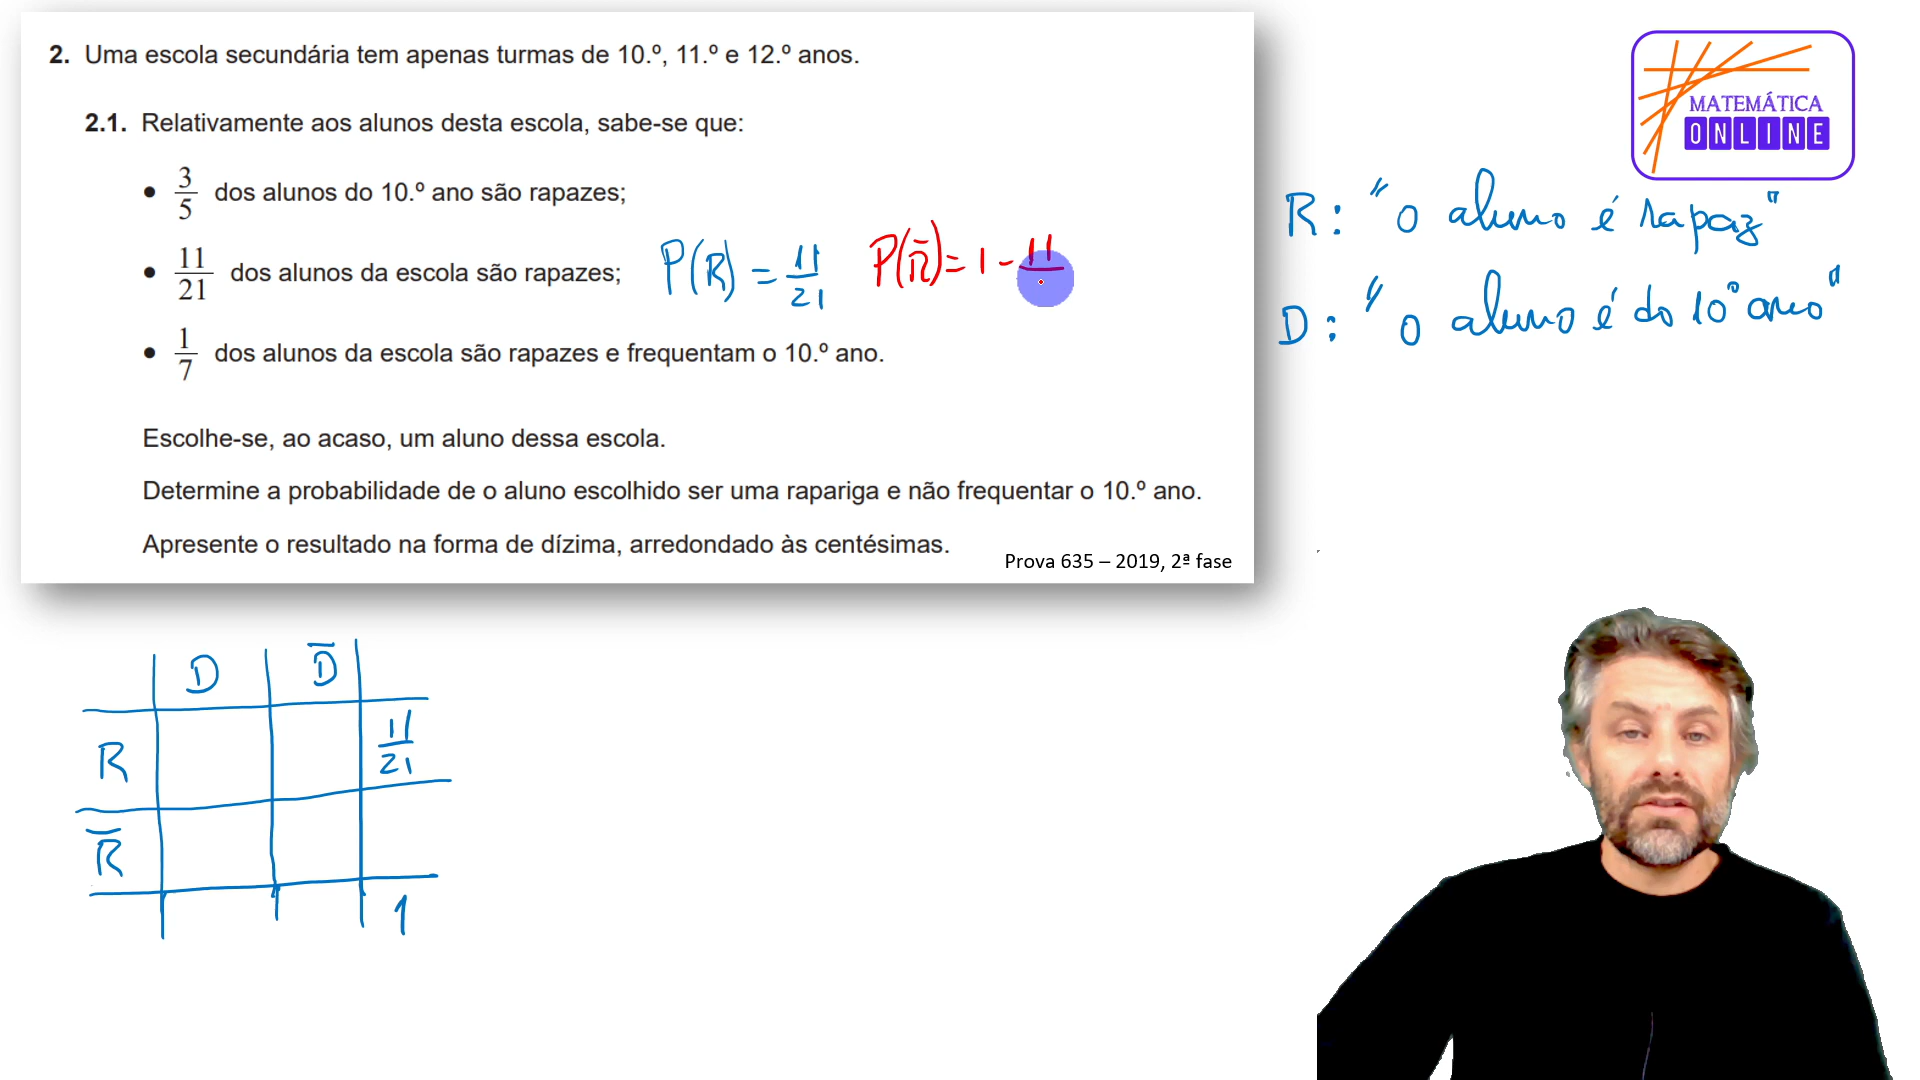 2. Uma escola secundária tem apenas turmas de 10.º, 11.º e 12.º anos.
2.1. Relativamente aos alunos desta escola, sabe-se que:
• 3/5 dos alunos do 10.º ano são rapazes;
• 11/21 dos alunos da escola são rapazes; P(R) = 11/21 P(R̄) = 1 - 11
• 1/7 dos alunos da escola são rapazes e frequentam o 10.º ano.
Escolhe-se, ao acaso, um aluno dessa escola.
Determine a probabilidade de o aluno escolhido ser uma rapariga e não frequentar o 10.º ano.
Apresente o resultado na forma de dízima, arredondado às centésimas.
Prova 635 – 2019, 2ª fase
MATEMÁTICA
ONLINE
R: "o aluno é rapaz"
D: "o aluno é do 10º ano"
D D̄
R 11/21
R̄
1